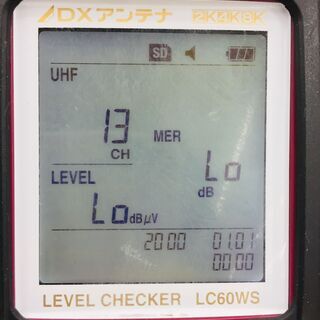 DXアンテナ 2K4K8K
SD
UHF
13 MER
CH
LEVEL Lo
dB
Lo dBμV
2000 01.01
00:00
LEVEL CHECKER LC60WS